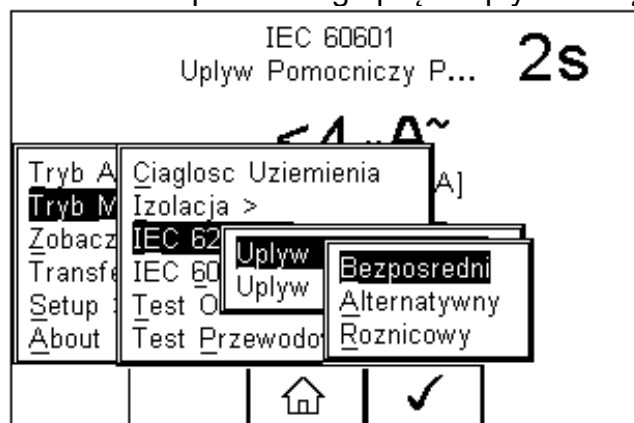 IEC 60601
Uplyw Pomocniczy P... 2s
Tryb A
Tryb M
Zobacz
Transfe
Setup
About
Ciaglosc Uziemienia
Izolacja >
IEC 62
IEC 60
Test O
Test Przewodo
Uplyw
Uplyw
Bezposredni
Alternatywny
Roznicowy
A]